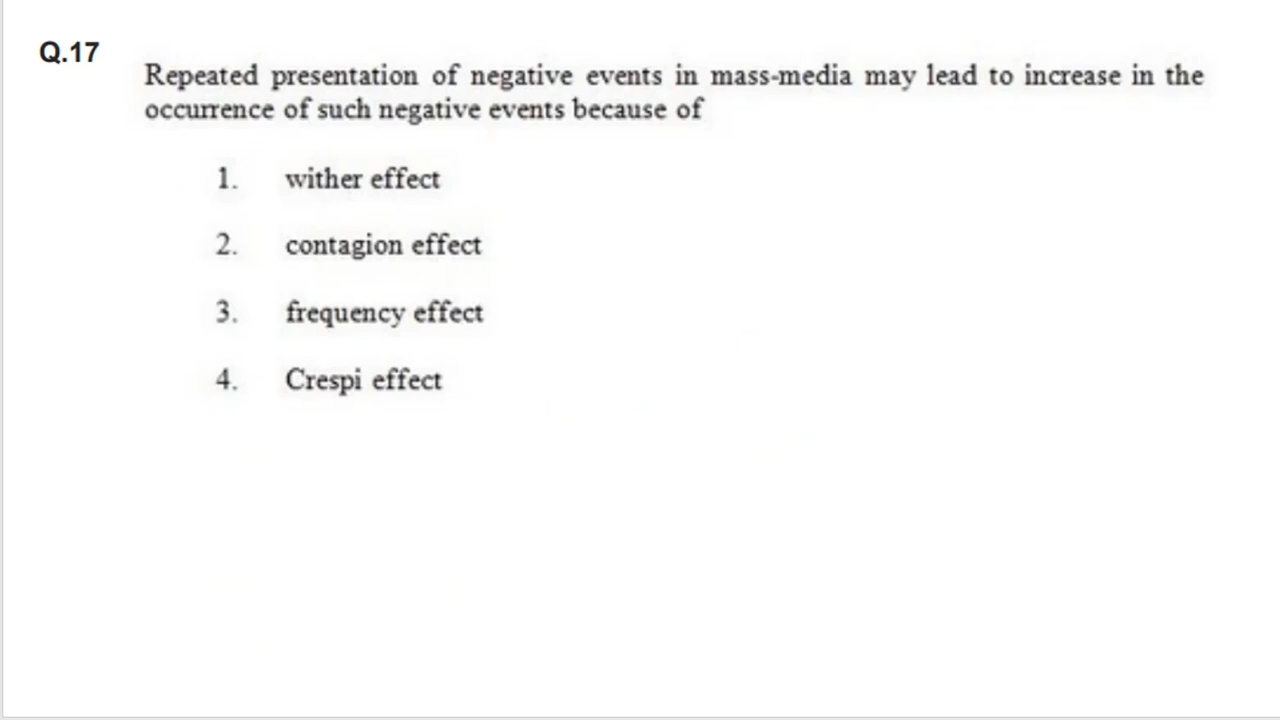 Q.17
Repeated presentation of negative events in mass-media may lead to increase in the
occurrence of such negative events because of
1. wither effect
2. contagion effect
3. frequency effect
4. Crespi effect